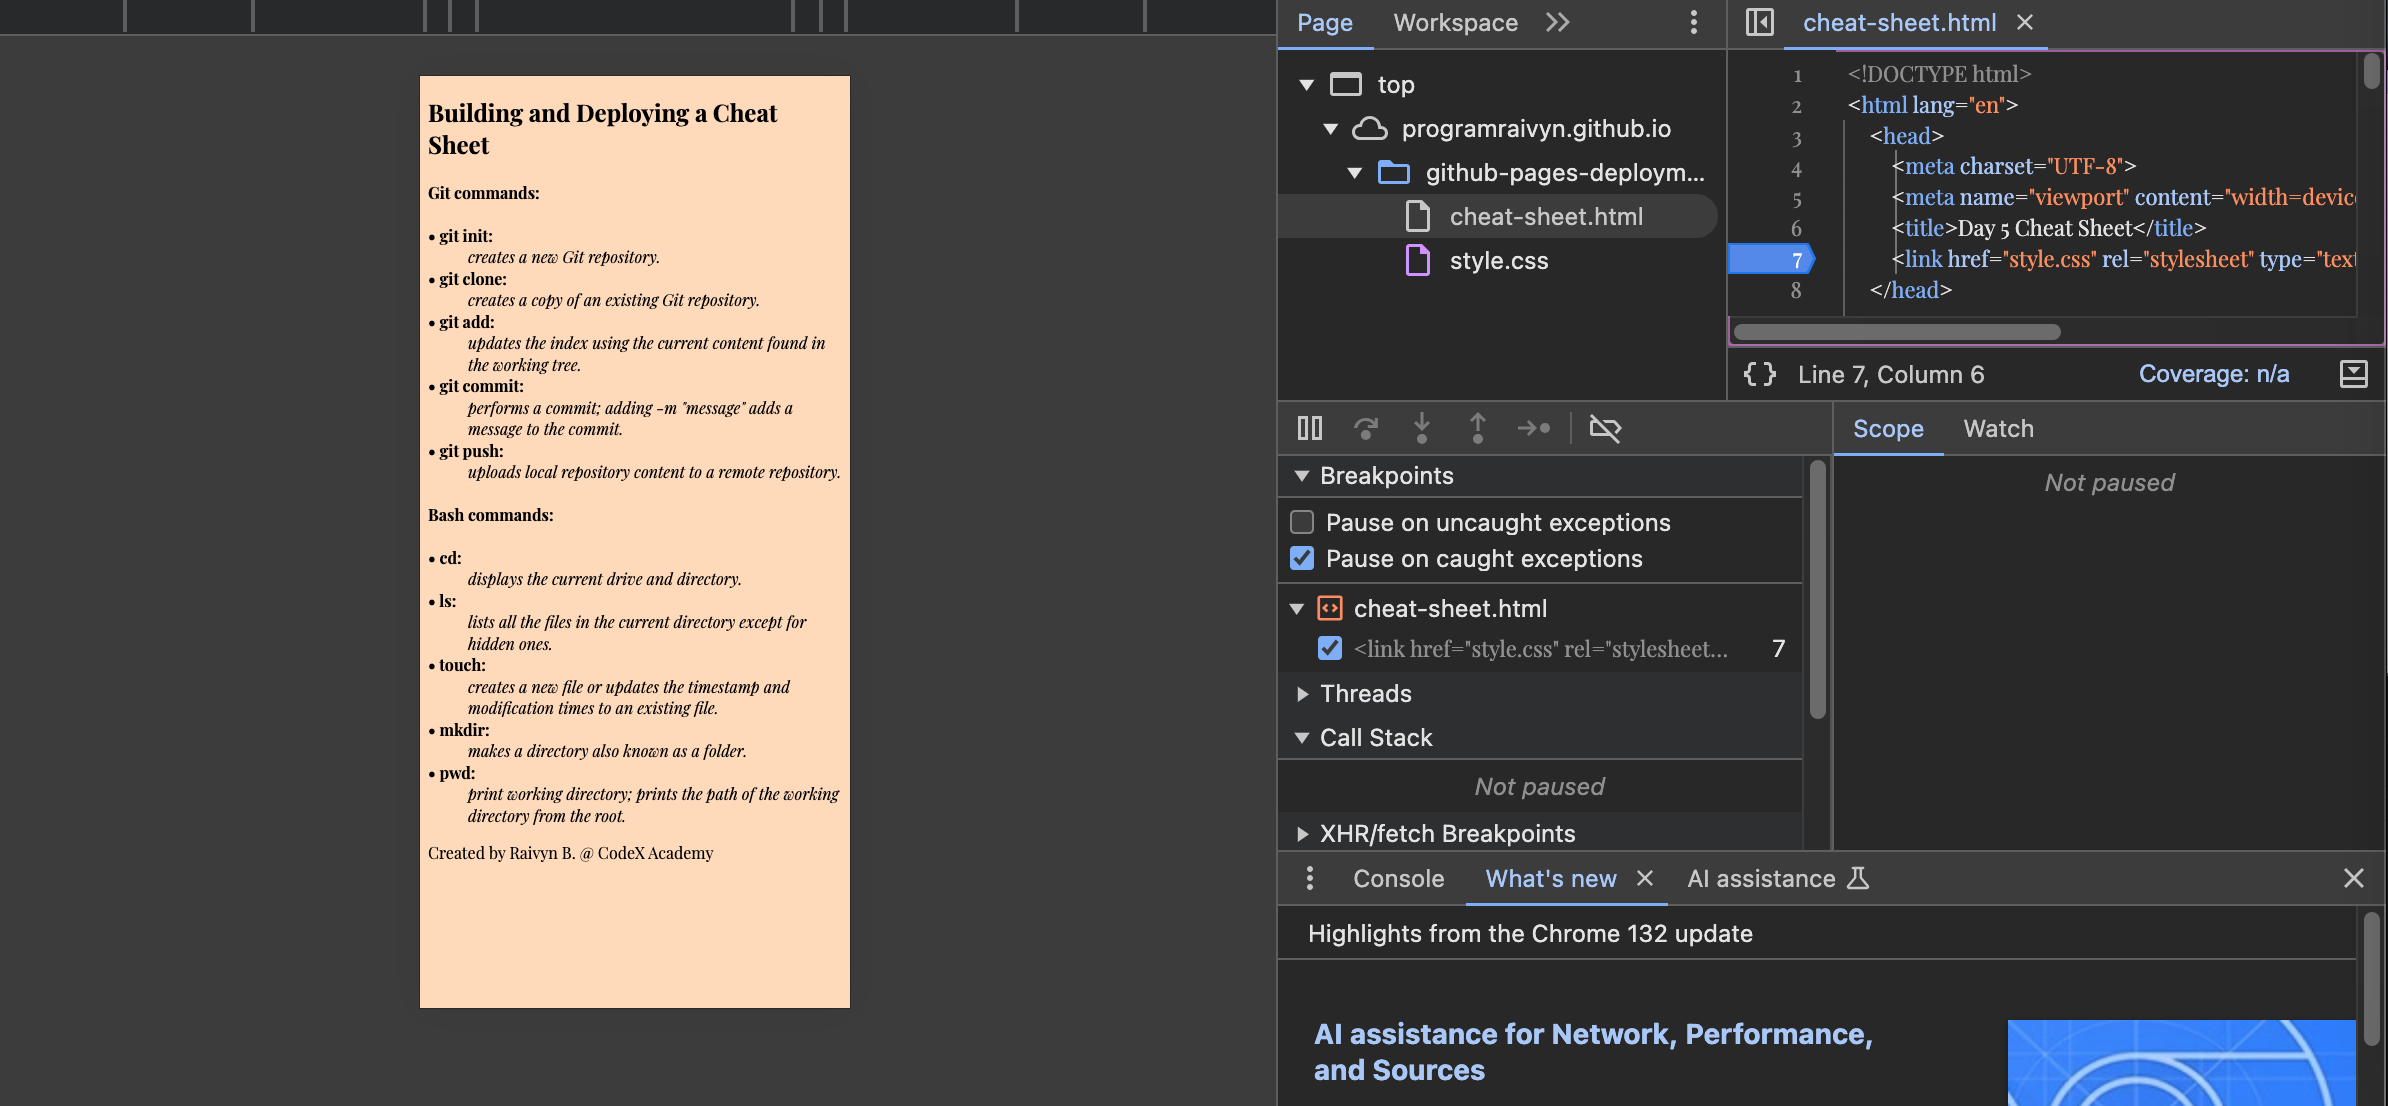 Building and Deploying a Cheat
Sheet
Git commands:
• git init:
creates a new Git repository.
• git clone:
creates a copy of an existing Git repository.
• git add:
updates the index using the current content found in
the working tree.
• git commit:
performs a commit; adding -m "message" adds a
message to the commit.
• git push:
uploads local repository content to a remote repository.
Bash commands:
• cd:
displays the current drive and directory.
• ls:
lists all the files in the current directory except for
hidden ones.
• touch:
creates a new file or updates the timestamp and
modification times to an existing file.
• mkdir:
makes a directory also known as a folder.
• pwd:
print working directory; prints the path of the working
directory from the root.
Created by Raivyn B. @ CodeX Academy
Page Workspace
top
programraivyn.github.io
github-pages-deploym...
cheat-sheet.html
style.css
cheat-sheet.html
1 <!DOCTYPE html>
2 <html lang="en">
3 <head>
4 <meta charset="UTF-8">
5 <meta name="viewport" content="width=devic
6 <title>Day 5 Cheat Sheet</title>
7 <link href="style.css" rel="stylesheet" type="text
8 </head>
{} Line 7, Column 6 Coverage: n/a
Breakpoints
Pause on uncaught exceptions
Pause on caught exceptions
cheat-sheet.html
<link href="style.css" rel="stylesheet... 7
Threads
Call Stack
Not paused
XHR/fetch Breakpoints
Scope Watch
Not paused
Console What's new AI assistance
Highlights from the Chrome 132 update
AI assistance for Network, Performance,
and Sources